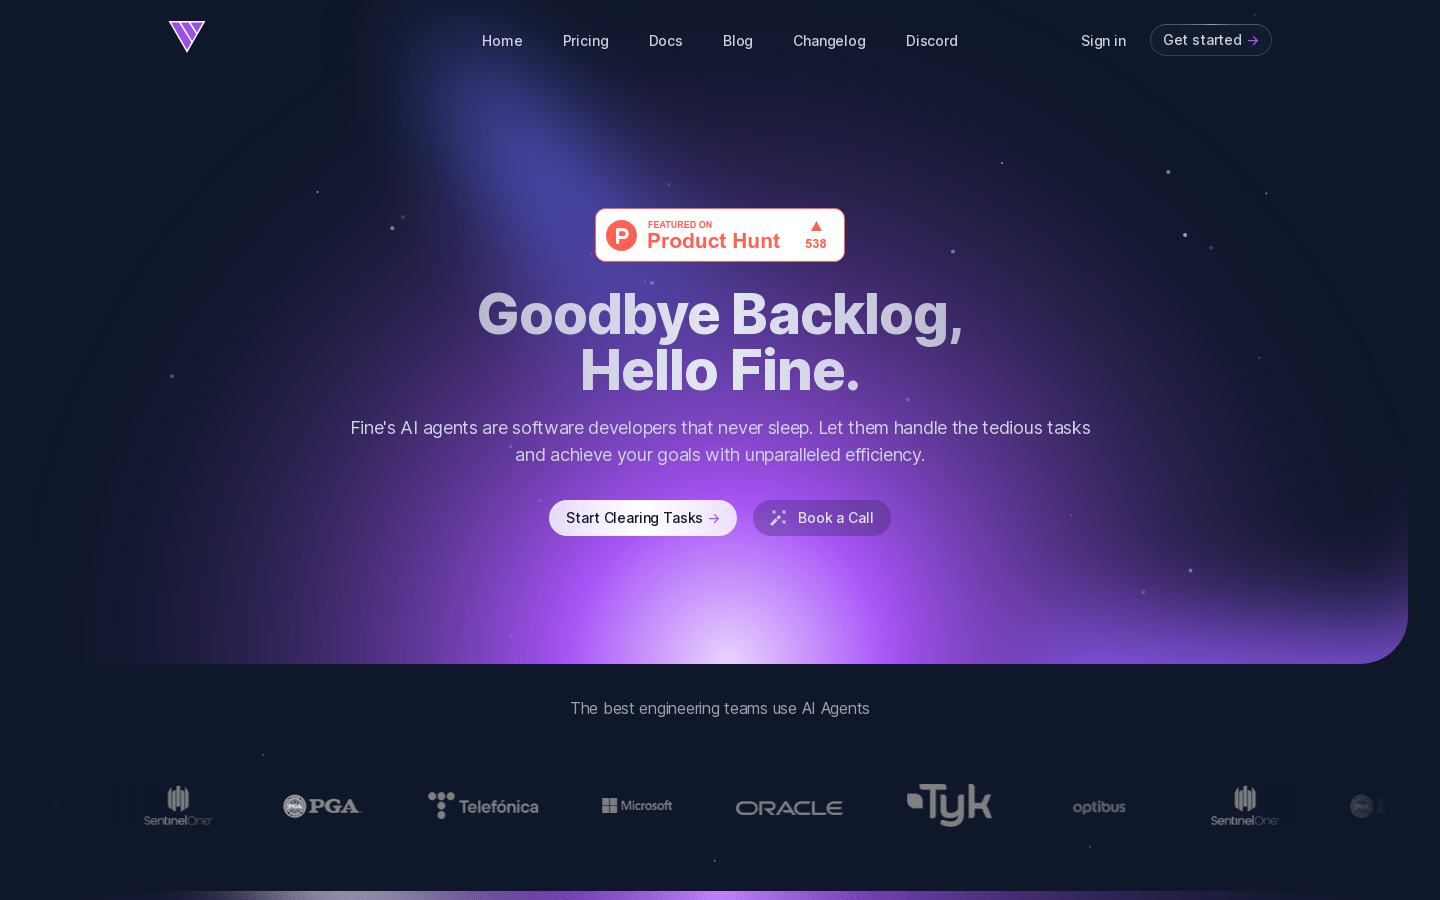 Home Pricing Docs Blog Changelog Discord Sign in Get started →
FEATURED ON
Product Hunt
538
Goodbye Backlog,
Hello Fine.
Fine's AI agents are software developers that never sleep. Let them handle the tedious tasks
and achieve your goals with unparalleled efficiency.
Start Clearing Tasks → Book a Call
The best engineering teams use AI Agents
SentinelOne PGA Telefónica Microsoft ORACLE Tyk optibus SentinelOne